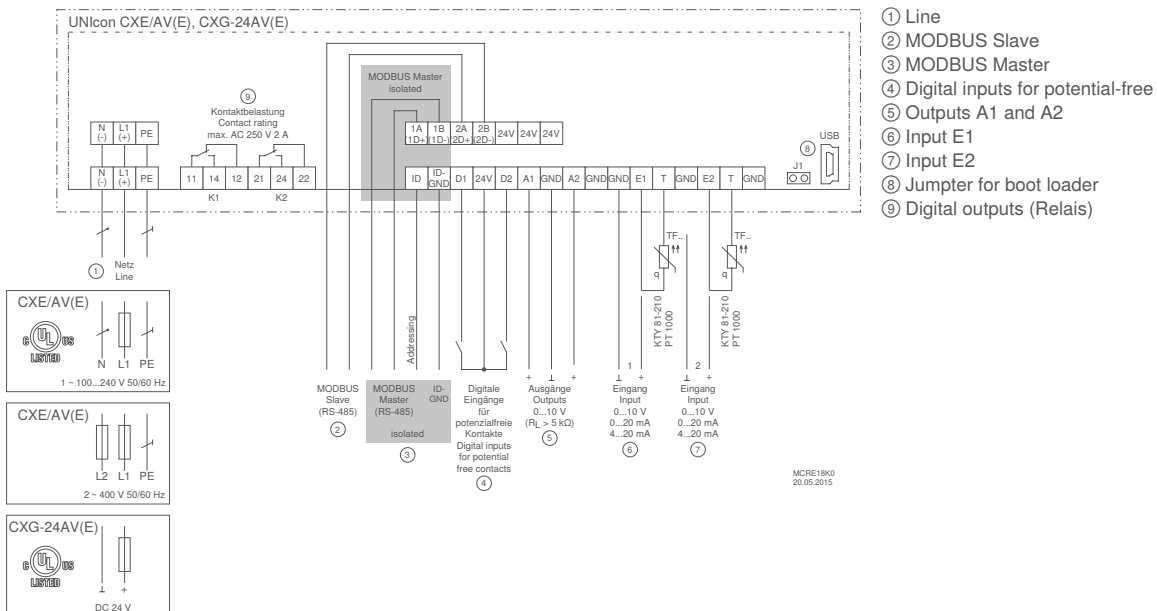 UNIcon CXE/AV(E), CXG-24AV(E)
MODBUS Master
isolated
9
Kontaktbelastung
Contact rating
max. AC 250 V 2 A
N (-) L1 (+) PE
1A (1D+) 1B (1D-) 2A (2D+) 2B (2D-) 24V 24V 24V
8
USB
J1
N (-) L1 (+) PE
11 14 12 21 24 22
ID ID-GND D1 24V D2 A1 GND A2 GND GND E1 T GND E2 T GND
K1 K2
1 Line
2 MODBUS Slave
3 MODBUS Master
4 Digital inputs for potential-free
5 Outputs A1 and A2
6 Input E1
7 Input E2
8 Jumpter for boot loader
9 Digital outputs (Relais)
1
Netz
Line
TF..
q
KTY 81-210
PT 1000
TF..
q
KTY 81-210
PT 1000
Addressing
CXE/AV(E)
C UL US
LISTED
N L1 PE
1 ~ 100...240 V 50/60 Hz
CXE/AV(E)
L2 L1 PE
2 ~ 400 V 50/60 Hz
CXG-24AV(E)
C UL US
LISTED
⊥ +
DC 24 V
MODBUS
Slave
(RS-485)
2
MODBUS
Master
(RS-485)
ID-
GND
isolated
3
Digitale
Eingänge
für
potenzialfreie
Kontakte
Digital inputs
for potential
free contacts
4
+ ⊥ +
Ausgänge
Outputs
0...10 V
(RL > 5 kΩ)
5
1
⊥ +
Eingang
Input
0...10 V
0...20 mA
4...20 mA
6
2
⊥ +
Eingang
Input
0...10 V
0...20 mA
4...20 mA
7
MCRE18K0
20.05.2015